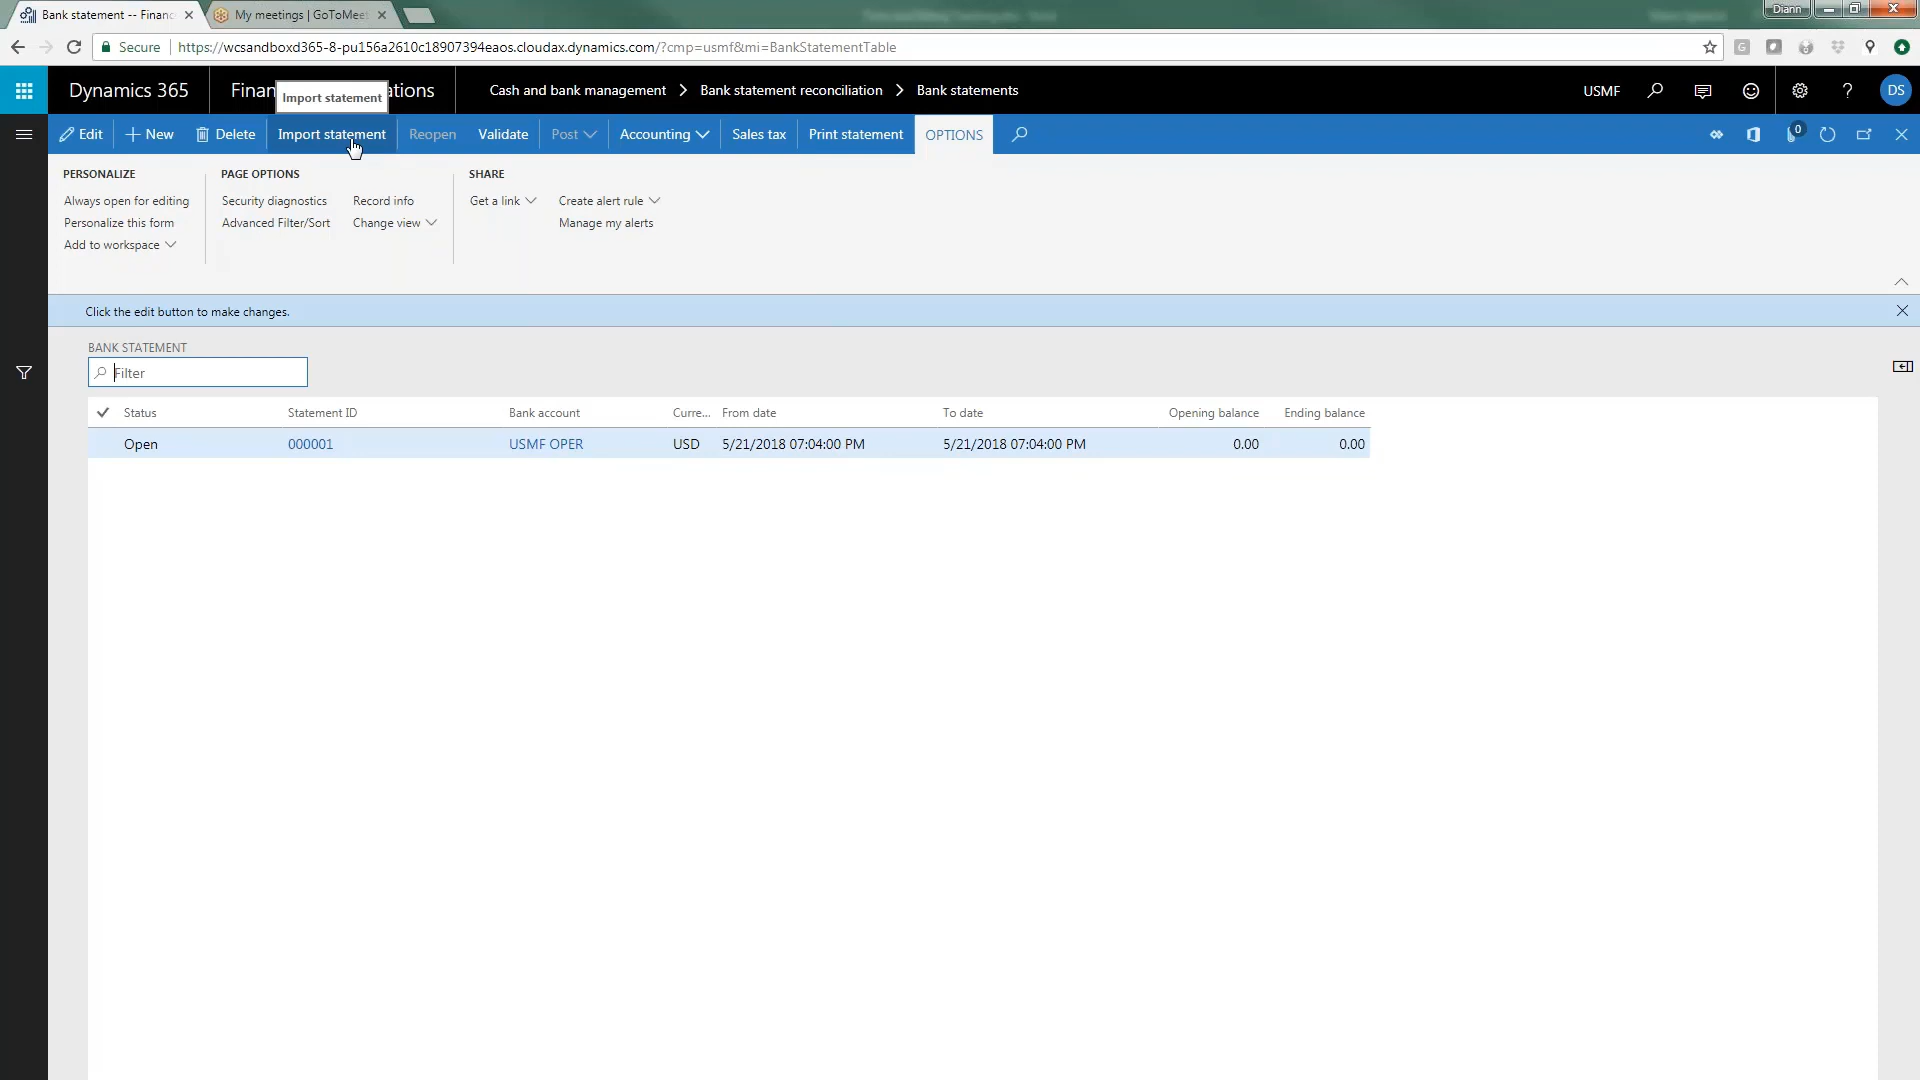 Bank statement -- Financ
My meetings | GoToMeet
Diann
Secure
https://wcsandboxd365-8-pu156a2610c18907394eaos.cloudax.dynamics.com/?cmp=usmf&mi=BankStatementTable
Dynamics 365
Finan
ations
Import statement
Cash and bank management
Bank statement reconciliation
Bank statements
USMF
DS
Edit
New
Delete
Import statement
Reopen
Validate
Post
Accounting
Sales tax
Print statement
OPTIONS
0
PERSONALIZE
Always open for editing
Personalize this form
Add to workspace
PAGE OPTIONS
Security diagnostics
Advanced Filter/Sort
Record info
Change view
SHARE
Get a link
Create alert rule
Manage my alerts
Click the edit button to make changes.
BANK STATEMENT
Filter
Status Statement ID Bank account Curre... From date To date Opening balance Ending balance
Open 000001 USMF OPER USD 5/21/2018 07:04:00 PM 5/21/2018 07:04:00 PM 0.00 0.00